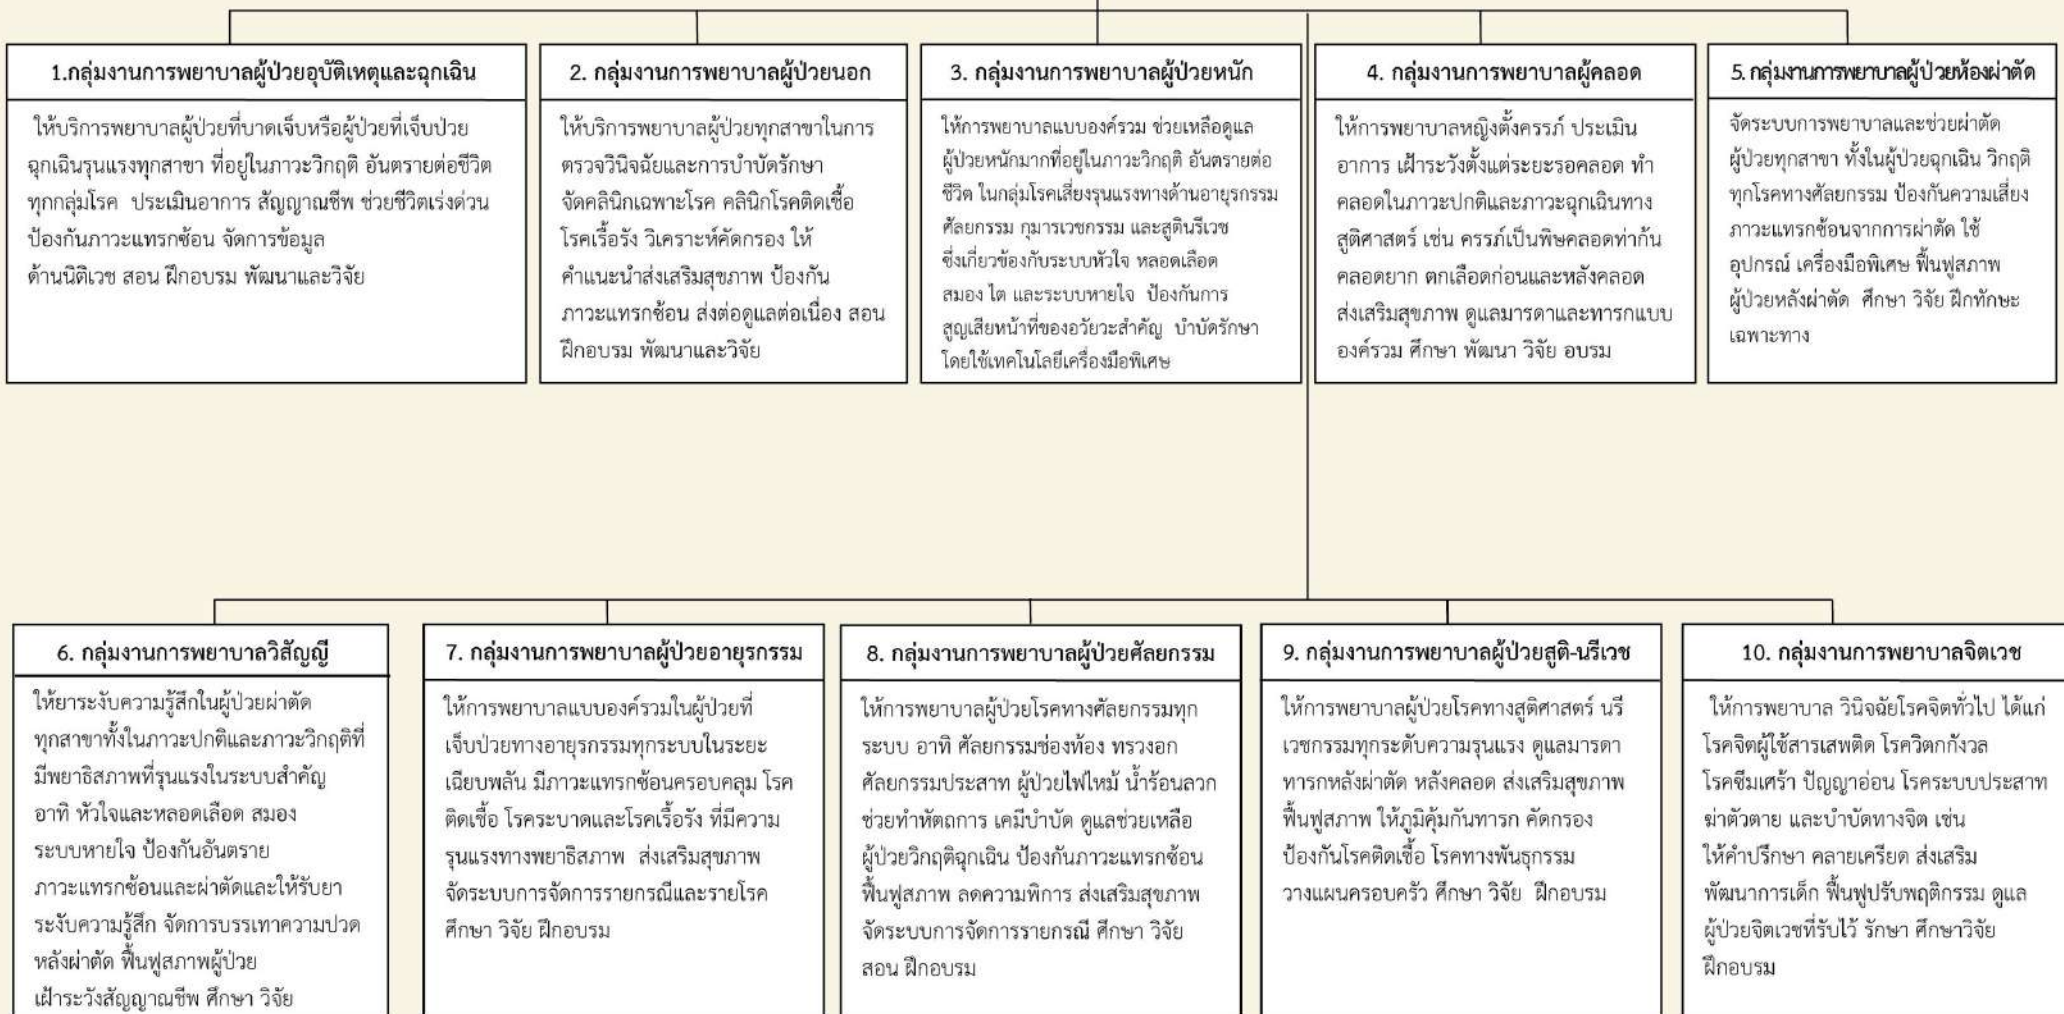 1.กลุ่มงานการพยาบาลผู้ป่วยอุบัติเหตุและฉุกเฉิน
ให้บริการพยาบาลผู้ป่วยที่บาดเจ็บหรือผู้ป่วยที่เจ็บป่วย
ฉุกเฉินรุนแรงทุกสาขา ที่อยู่ในภาวะวิกฤติ อันตรายต่อชีวิต
ทุกกลุ่มโรค ประเมินอาการ สัญญาณชีพ ช่วยชีวิตเร่งด่วน
ป้องกันภาวะแทรกซ้อน จัดการข้อมูล
ด้านนิติเวช สอน ฝึกอบรม พัฒนาและวิจัย
2. กลุ่มงานการพยาบาลผู้ป่วยนอก
ให้บริการพยาบาลผู้ป่วยทุกสาขาในการ
ตรวจวินิจฉัยและการบำบัดรักษา
จัดคลินิกเฉพาะโรค คลินิกโรคติดเชื้อ
โรคเรื้อรัง วิเคราะห์คัดกรอง ให้
คำแนะนำส่งเสริมสุขภาพ ป้องกัน
ภาวะแทรกซ้อน ส่งต่อดูแลต่อเนื่อง สอน
ฝึกอบรม พัฒนาและวิจัย
3. กลุ่มงานการพยาบาลผู้ป่วยหนัก
ให้การพยาบาลแบบองค์รวม ช่วยเหลือดูแล
ผู้ป่วยหนักมากที่อยู่ในภาวะวิกฤติ อันตรายต่อ
ชีวิต ในกลุ่มโรคเสี่ยงรุนแรงทางด้านอายุรกรรม
ศัลยกรรม กุมารเวชกรรม และสูตินรีเวช
ซึ่งเกี่ยวข้องกับระบบหัวใจ หลอดเลือด
สมอง ไต และระบบหายใจ ป้องกันการ
สูญเสียหน้าที่ของอวัยวะสำคัญ บำบัดรักษา
โดยใช้เทคโนโลยีเครื่องมือพิเศษ
4. กลุ่มงานการพยาบาลผู้คลอด
ให้การพยาบาลหญิงตั้งครรภ์ ประเมิน
อาการ เฝ้าระวังตั้งแต่ระยะรอคลอด ทำ
คลอดในภาวะปกติและภาวะฉุกเฉินทาง
สูติศาสตร์ เช่น ครรภ์เป็นพิษคลอดท่าก้น
คลอดยาก ตกเลือดก่อนและหลังคลอด
ส่งเสริมสุขภาพ ดูแลมารดาและทารกแบบ
องค์รวม ศึกษา พัฒนา วิจัย อบรม
5. กลุ่มงานการพยาบาลผู้ป่วยห้องผ่าตัด
จัดระบบการพยาบาลและช่วยผ่าตัด
ผู้ป่วยทุกสาขา ทั้งในผู้ป่วยฉุกเฉิน วิกฤติ
ทุกโรคทางศัลยกรรม ป้องกันความเสี่ยง
ภาวะแทรกซ้อนจากการผ่าตัด ใช้
อุปกรณ์ เครื่องมือพิเศษ ฟื้นฟูสภาพ
ผู้ป่วยหลังผ่าตัด ศึกษา วิจัย ฝึกทักษะ
เฉพาะทาง
6. กลุ่มงานการพยาบาลวิสัญญี
ให้ยาระงับความรู้สึกในผู้ป่วยผ่าตัด
ทุกสาขาทั้งในภาวะปกติและภาวะวิกฤติที่
มีพยาธิสภาพที่รุนแรงในระบบสำคัญ
อาทิ หัวใจและหลอดเลือด สมอง
ระบบหายใจ ป้องกันอันตราย
ภาวะแทรกซ้อนและผ่าตัดและให้รับยา
ระงับความรู้สึก จัดการบรรเทาความปวด
หลังผ่าตัด ฟื้นฟูสภาพผู้ป่วย
เฝ้าระวังสัญญาณชีพ ศึกษา วิจัย
7. กลุ่มงานการพยาบาลผู้ป่วยอายุรกรรม
ให้การพยาบาลแบบองค์รวมในผู้ป่วยที่
เจ็บป่วยทางอายุรกรรมทุกระบบในระยะ
เฉียบพลัน มีภาวะแทรกซ้อนครอบคลุม โรค
ติดเชื้อ โรคระบาดและโรคเรื้อรัง ที่มีความ
รุนแรงทางพยาธิสภาพ ส่งเสริมสุขภาพ
จัดระบบการจัดการรายกรณีและรายโรค
ศึกษา วิจัย ฝึกอบรม
8. กลุ่มงานการพยาบาลผู้ป่วยศัลยกรรม
ให้การพยาบาลผู้ป่วยโรคทางศัลยกรรมทุก
ระบบ อาทิ ศัลยกรรมช่องท้อง ทรวงอก
ศัลยกรรมประสาท ผู้ป่วยไฟไหม้ น้ำร้อนลวก
ช่วยทำหัตถการ เคมีบำบัด ดูแลช่วยเหลือ
ผู้ป่วยวิกฤติฉุกเฉิน ป้องกันภาวะแทรกซ้อน
ฟื้นฟูสภาพ ลดความพิการ ส่งเสริมสุขภาพ
จัดระบบการจัดการรายกรณี ศึกษา วิจัย
สอน ฝึกอบรม
9. กลุ่มงานการพยาบาลผู้ป่วยสูติ-นรีเวช
ให้การพยาบาลผู้ป่วยโรคทางสูติศาสตร์ นรี
เวชกรรมทุกระดับความรุนแรง ดูแลมารดา
ทารกหลังผ่าตัด หลังคลอด ส่งเสริมสุขภาพ
ฟื้นฟูสภาพ ให้ภูมิคุ้มกันทารก คัดกรอง
ป้องกันโรคติดเชื้อ โรคทางพันธุกรรม
วางแผนครอบครัว ศึกษา วิจัย ฝึกอบรม
10. กลุ่มงานการพยาบาลจิตเวช
ให้การพยาบาล วินิจฉัยโรคจิตทั่วไป ได้แก่
โรคจิตผู้ใช้สารเสพติด โรควิตกกังวล
โรคซึมเศร้า ปัญญาอ่อน โรคระบบประสาท
ฆ่าตัวตาย และบำบัดทางจิต เช่น
ให้คำปรึกษา คลายเครียด ส่งเสริม
พัฒนาการเด็ก ฟื้นฟูปรับพฤติกรรม ดูแล
ผู้ป่วยจิตเวชที่รับไว้ รักษา ศึกษาวิจัย
ฝึกอบรม